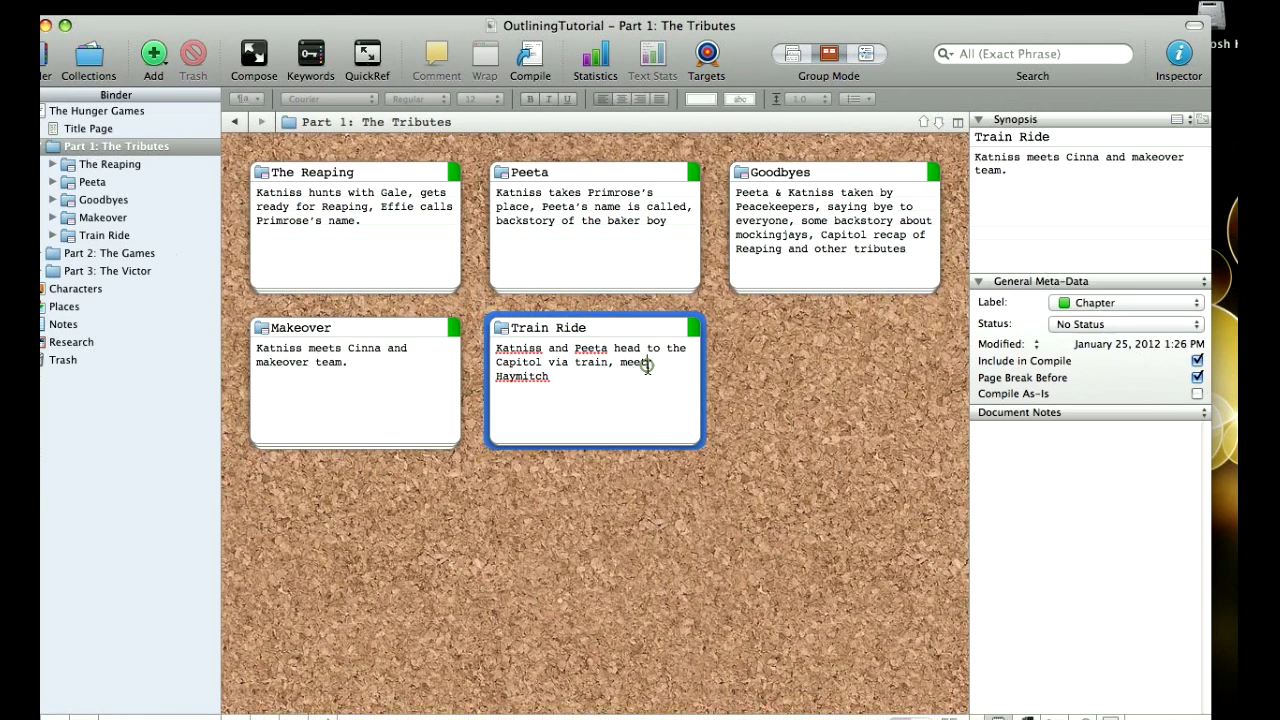 OutliningTutorial - Part 1: The Tributes
Collections
Add
Trash
Compose
Keywords
QuickRef
Comment
Wrap
Compile
Statistics
Text Stats
Targets
Group Mode
All (Exact Phrase)
Search
Inspector
Binder
Courier
Regular
12
B I U
abc
1.0
The Hunger Games
Title Page
Part 1: The Tributes
The Reaping
Peeta
Goodbyes
Makeover
Train Ride
Part 2: The Games
Part 3: The Victor
Characters
Places
Notes
Research
Trash
Part 1: The Tributes
The Reaping
Katniss hunts with Gale, gets
ready for Reaping, Effie calls
Primrose's name.
Peeta
Katniss takes Primrose's
place, Peeta's name is called,
backstory of the baker boy
Goodbyes
Peeta & Katniss taken by
Peacekeepers, saying bye to
everyone, some backstory about
mockingjays, Capitol recap of
Reaping and other tributes
Makeover
Katniss meets Cinna and
makeover team.
Train Ride
Katniss and Peeta head to the
Capitol via train, meet
Haymitch
Synopsis
Train Ride
Katniss meets Cinna and makeover
team.
General Meta-Data
Label: Chapter
Status: No Status
Modified: January 25, 2012 1:26 PM
Include in Compile
Page Break Before
Compile As-Is
Document Notes